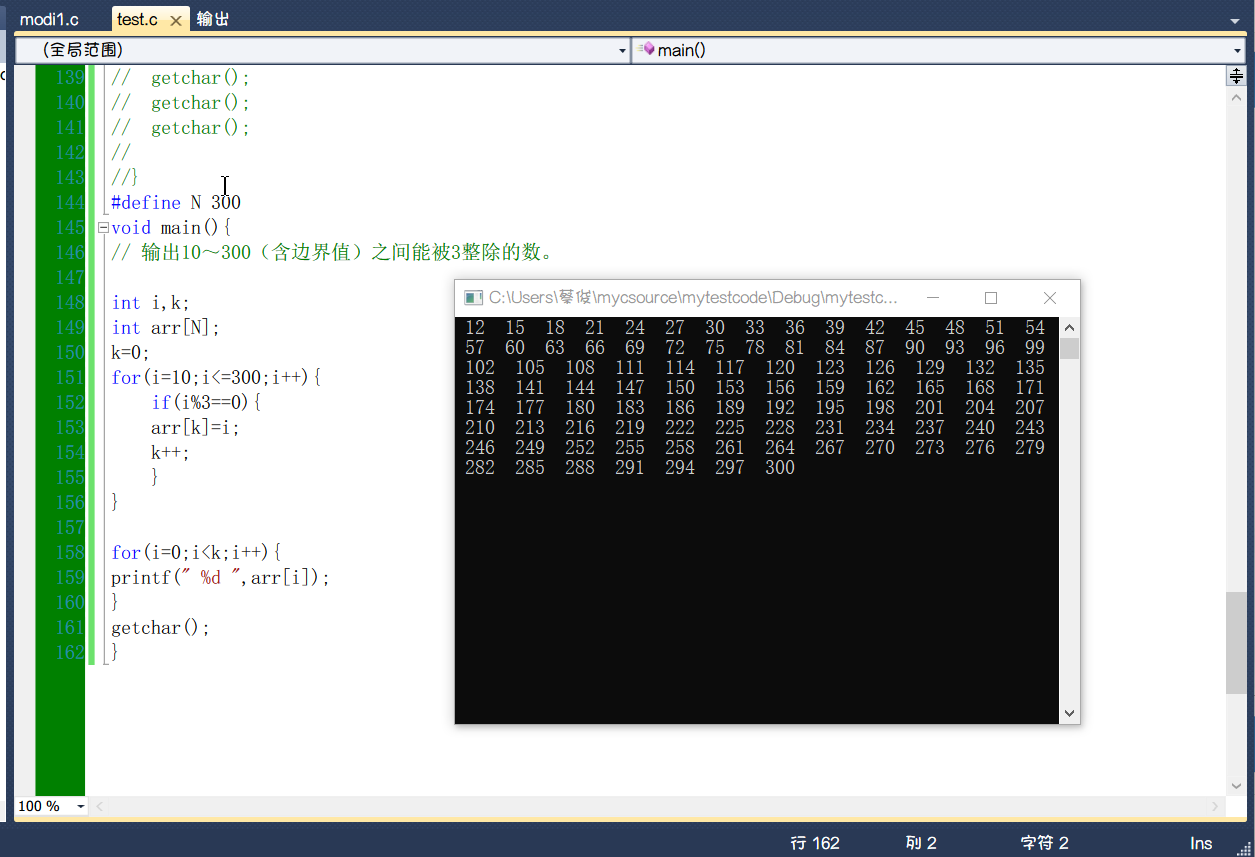 modi1.c test.c 输出
(全局范围) main()
139 //  getchar();
140 //  getchar();
141 //  getchar();
142 //
143 //}
144 #define N 300
145 void main(){
146 // 输出10～300（含边界值）之间能被3整除的数。
147
148 int i,k;
149 int arr[N];
150 k=0;
151 for(i=10;i<=300;i++){
152     if(i%3==0){
153     arr[k]=i;
154     k++;
155     }
156 }
157
158 for(i=0;i<k;i++){
159 printf(" %d ",arr[i]);
160 }
161 getchar();
162 }
C:\Users\蔡俊\mycsource\mytestcode\Debug\mytestc...
12 15 18 21 24 27 30 33 36 39 42 45 48 51 54
57 60 63 66 69 72 75 78 81 84 87 90 93 96 99
102 105 108 111 114 117 120 123 126 129 132 135
138 141 144 147 150 153 156 159 162 165 168 171
174 177 180 183 186 189 192 195 198 201 204 207
210 213 216 219 222 225 228 231 234 237 240 243
246 249 252 255 258 261 264 267 270 273 276 279
282 285 288 291 294 297 300
100 %
行 162 列 2 字符 2 Ins